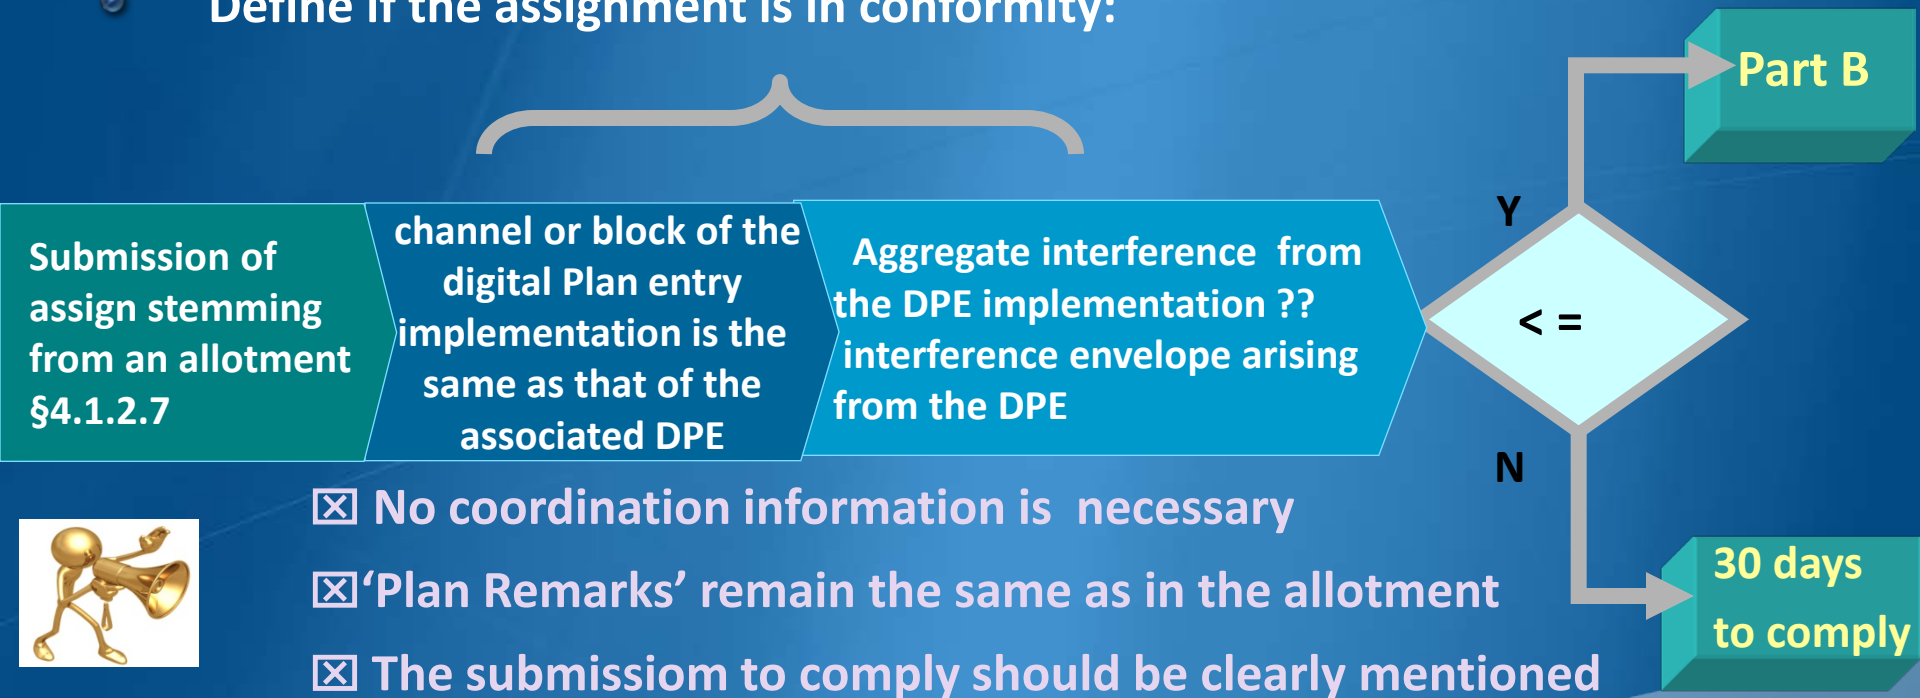 Define if the assignment is in conformity:
Part B
Submission of
assign stemming
from an allotment
§4.1.2.7
channel or block of the
digital Plan entry
implementation is the
same as that of the
associated DPE
Aggregate interference from
the DPE implementation ??
interference envelope arising
from the DPE
Y
< =
N
☒ No coordination information is necessary
☒‘Plan Remarks’ remain the same as in the allotment
☒ The submissiom to comply should be clearly mentioned
30 days
to comply